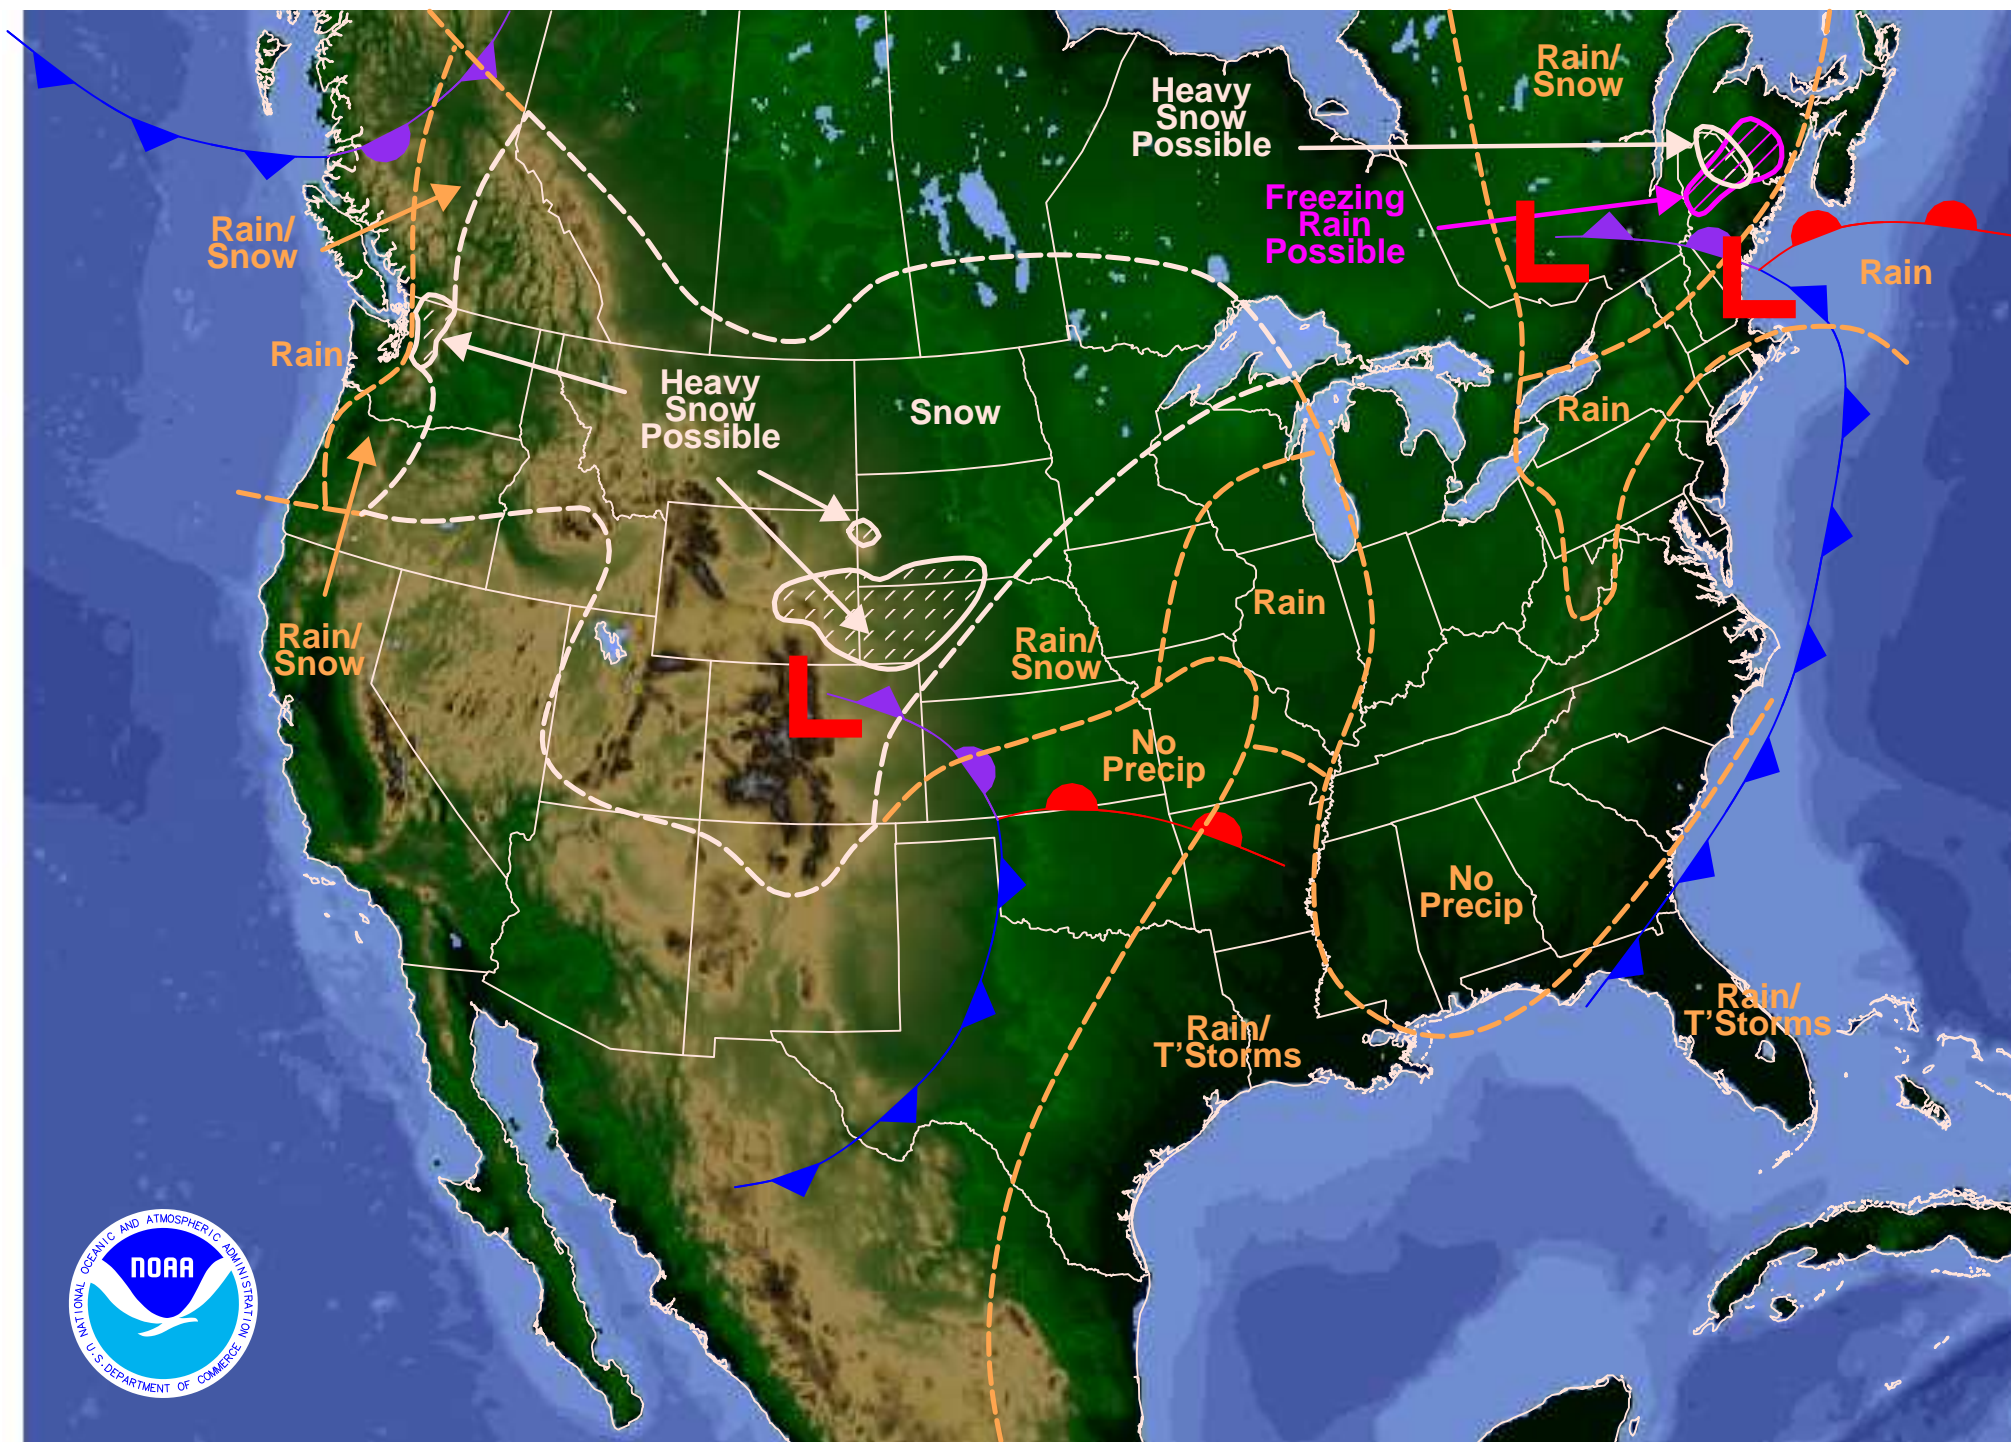 Rain/
Snow
Heavy
Snow
Possible
Freezing
Rain
Possible
Rain/
Snow
Rain
Rain
Heavy
Snow
Possible
Snow
Rain
Rain
Rain/
Snow
Rain/
Snow
No
Precip
No
Precip
Rain/
T'Storms
Rain/
T'Storms
L
L
L
NATIONAL OCEANIC AND ATMOSPHERIC ADMINISTRATION
NOAA
U.S. DEPARTMENT OF COMMERCE